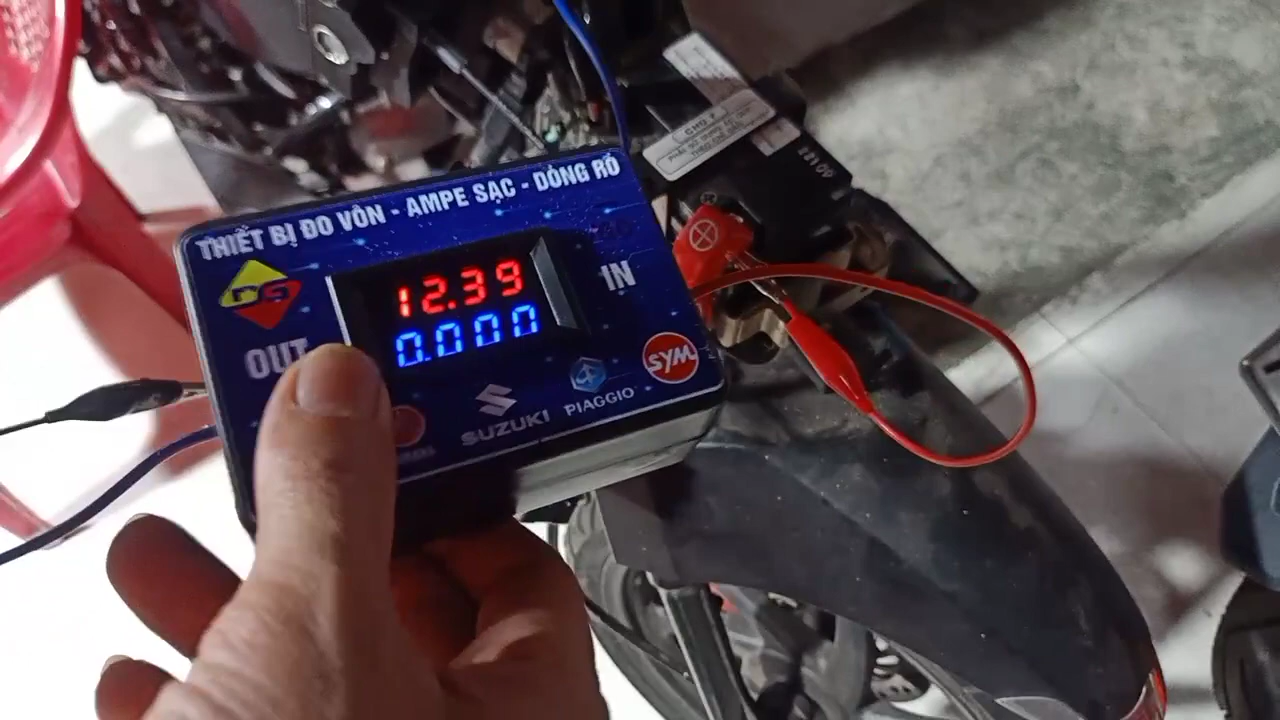 THIẾT BỊ ĐO VÔN - AMPE SẠC - DÒNG RÒ
12.39
0.000
IN
OUT
SYM
PIAGGIO
SUZUKI